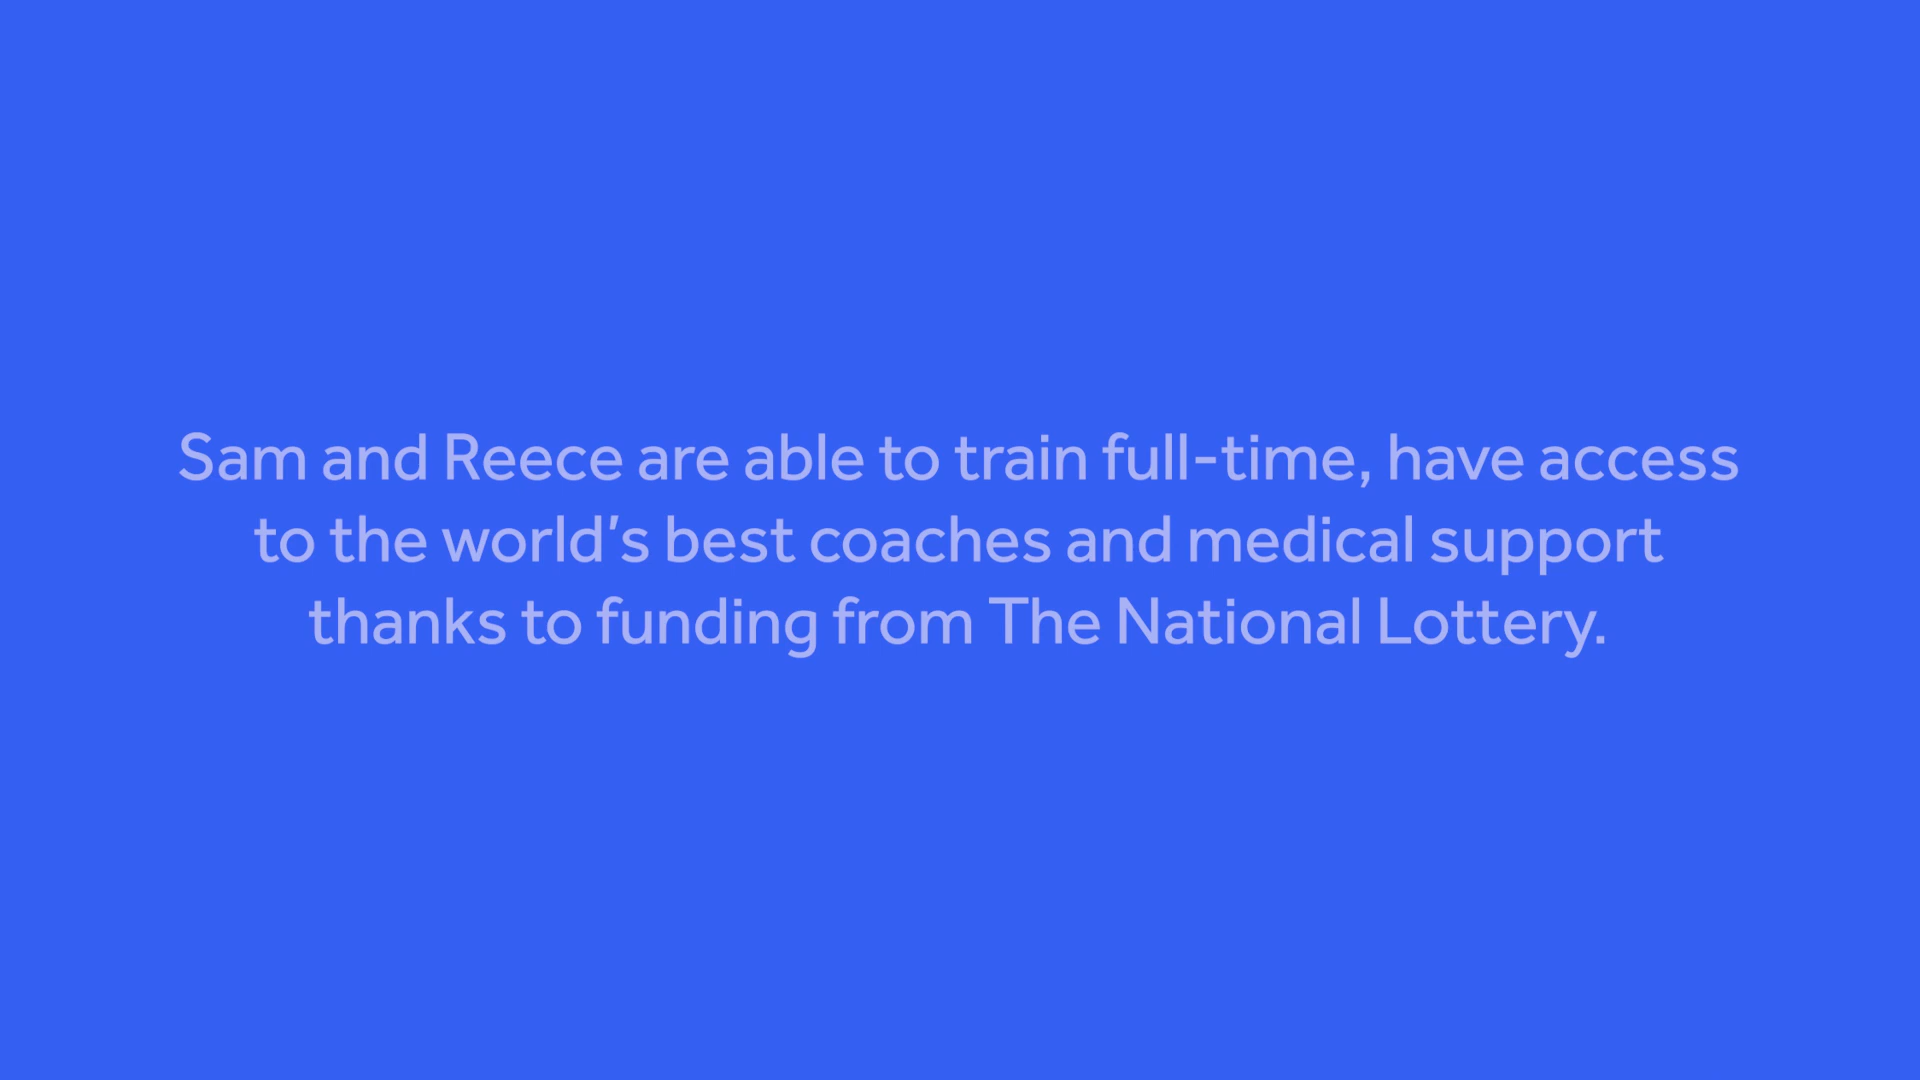 Sam and Reece are able to train full-time, have access
to the world’s best coaches and medical support
thanks to funding from The National Lottery.